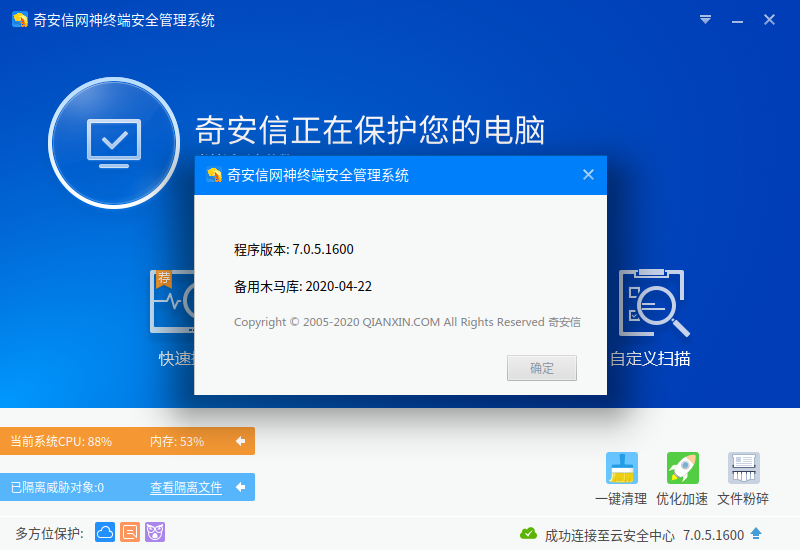 奇安信网神终端安全管理系统
奇安信正在保护您的电脑
奇安信网神终端安全管理系统
程序版本: 7.0.5.1600
备用木马库: 2020-04-22
Copyright © 2005-2020 QIANXIN.COM All Rights Reserved 奇安信
确定
荐
快速
自定义扫描
当前系统CPU: 88% 内存: 53%
已隔离威胁对象:0 查看隔离文件
一键清理 优化加速 文件粉碎
多方位保护:
成功连接至云安全中心 7.0.5.1600